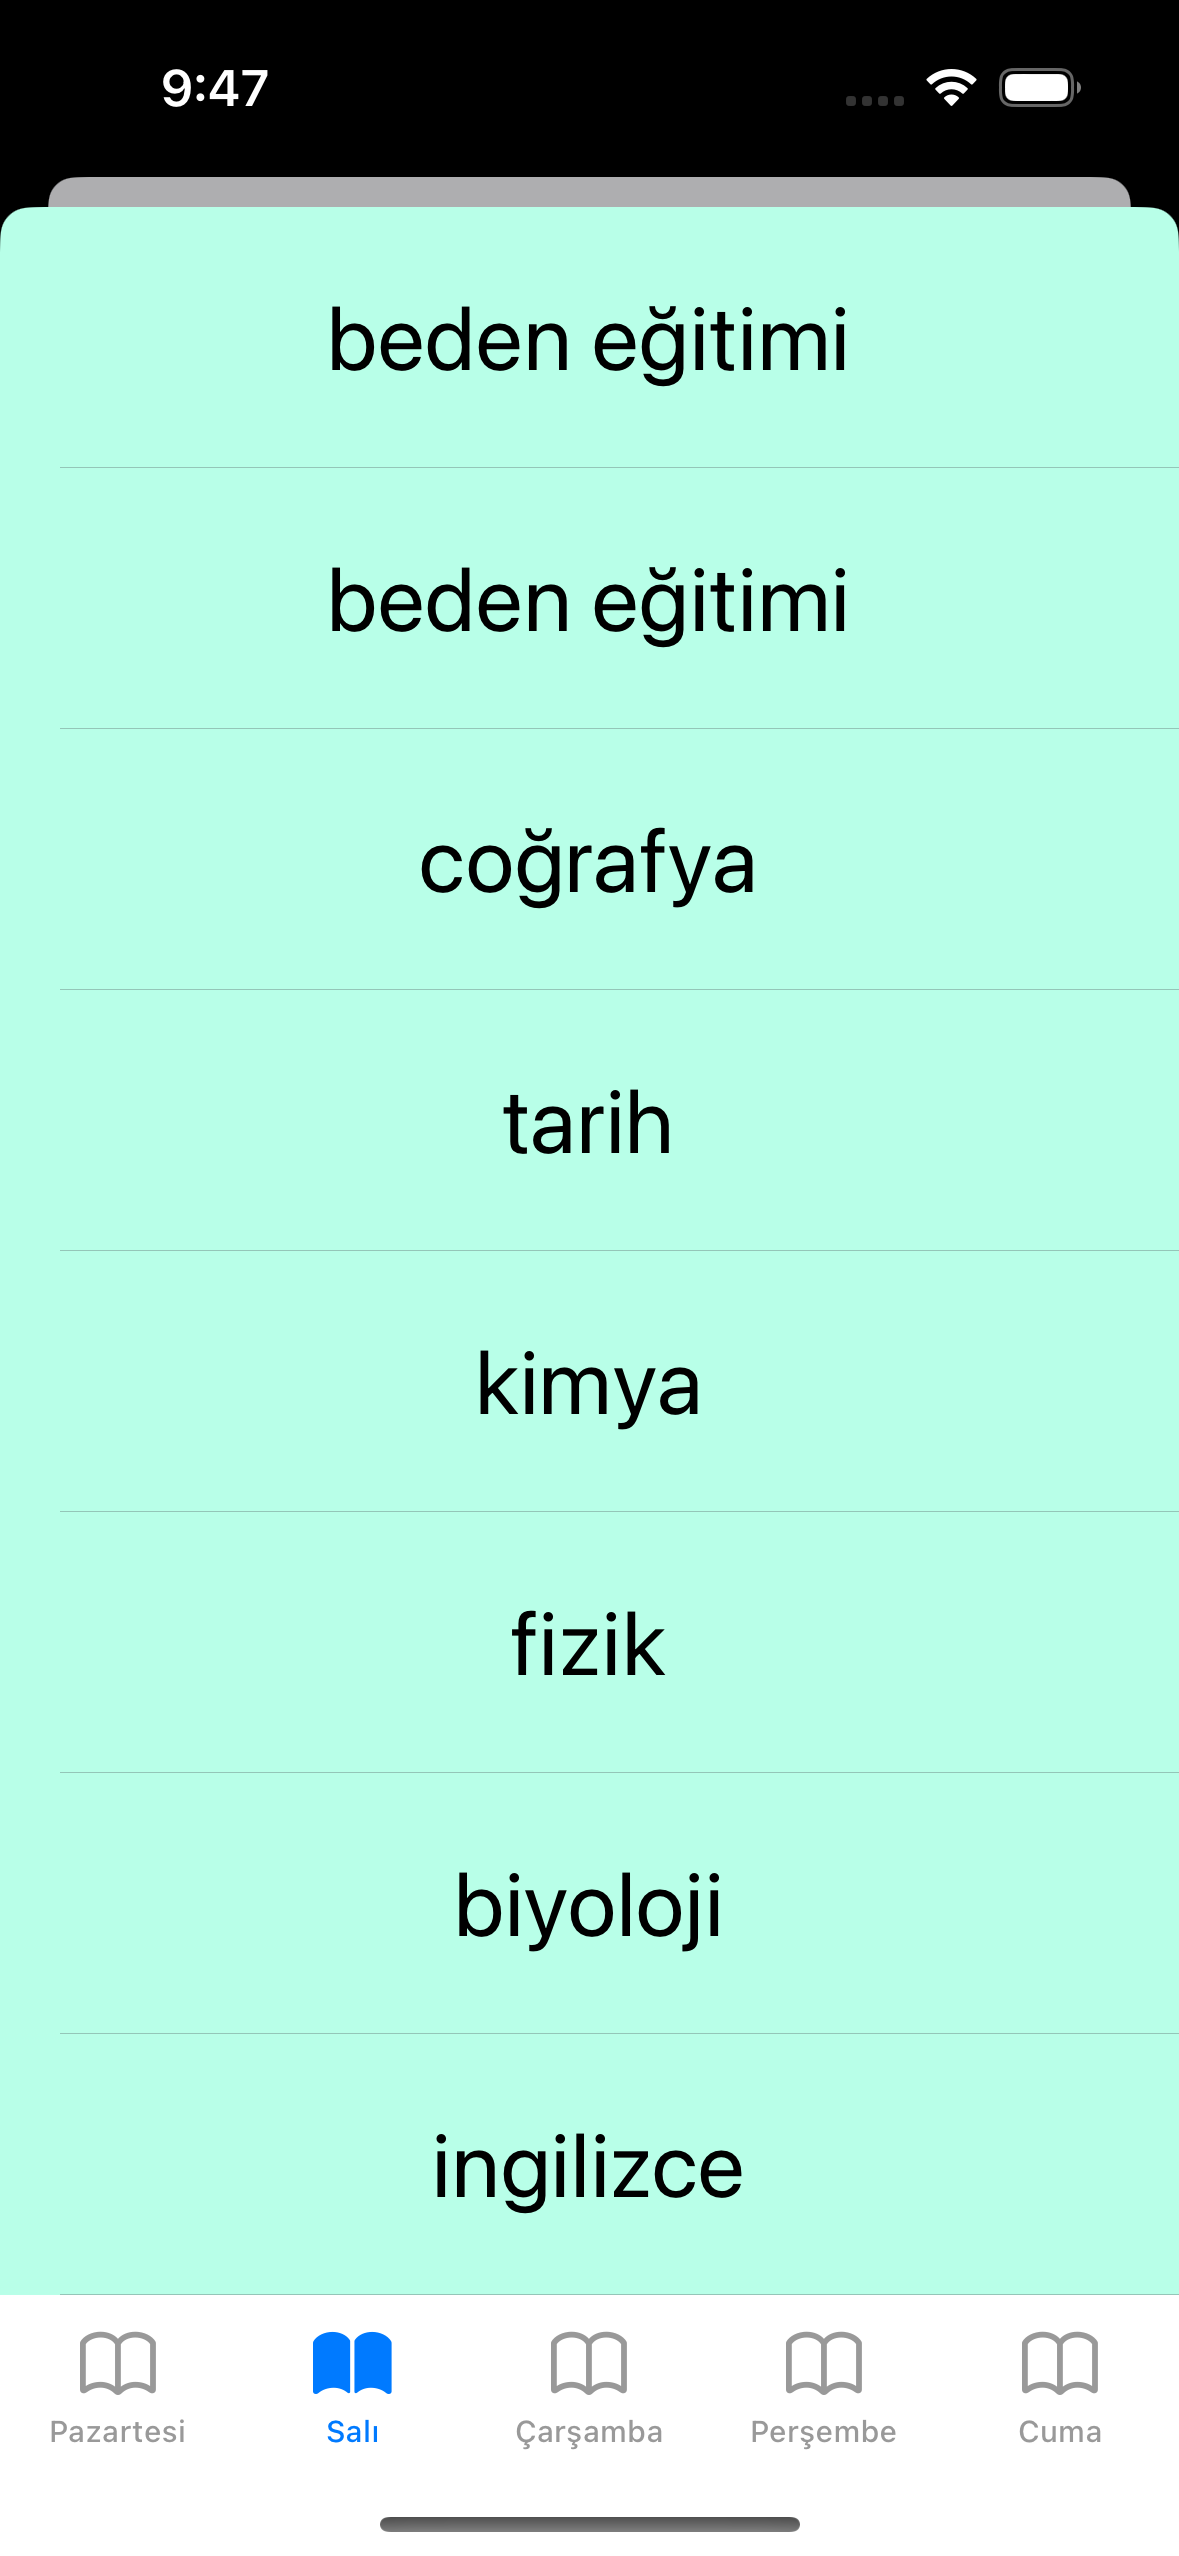 9:47
beden eğitimi
beden eğitimi
coğrafya
tarih
kimya
fizik
biyoloji
ingilizce
Pazartesi
Salı
Çarşamba
Perşembe
Cuma